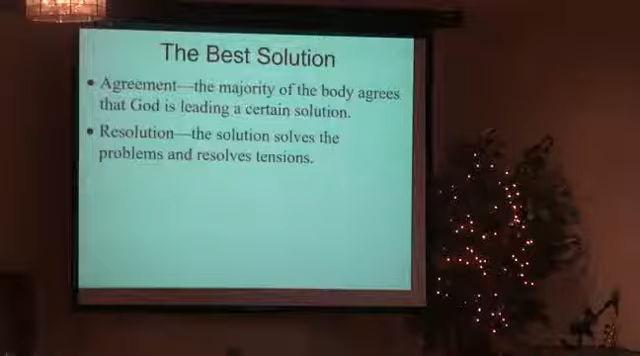 The Best Solution
• Agreement—the majority of the body agrees
that God is leading a certain solution.
• Resolution—the solution solves the
problems and resolves tensions.